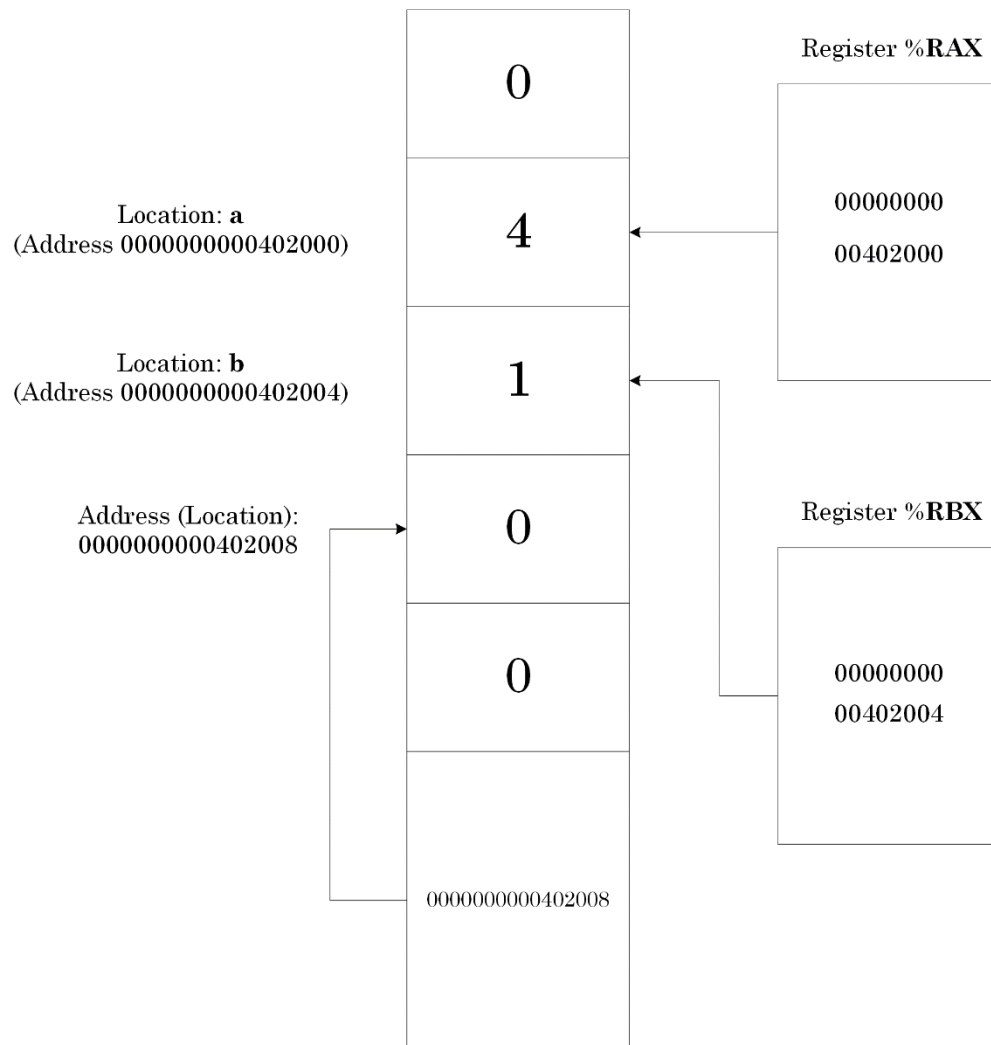 0
Register %RAX
Location: a
(Address 0000000000402000)
4
00000000
00402000
Location: b
(Address 0000000000402004)
1
Address (Location):
0000000000402008
0
Register %RBX
0
00000000
00402004
0000000000402008